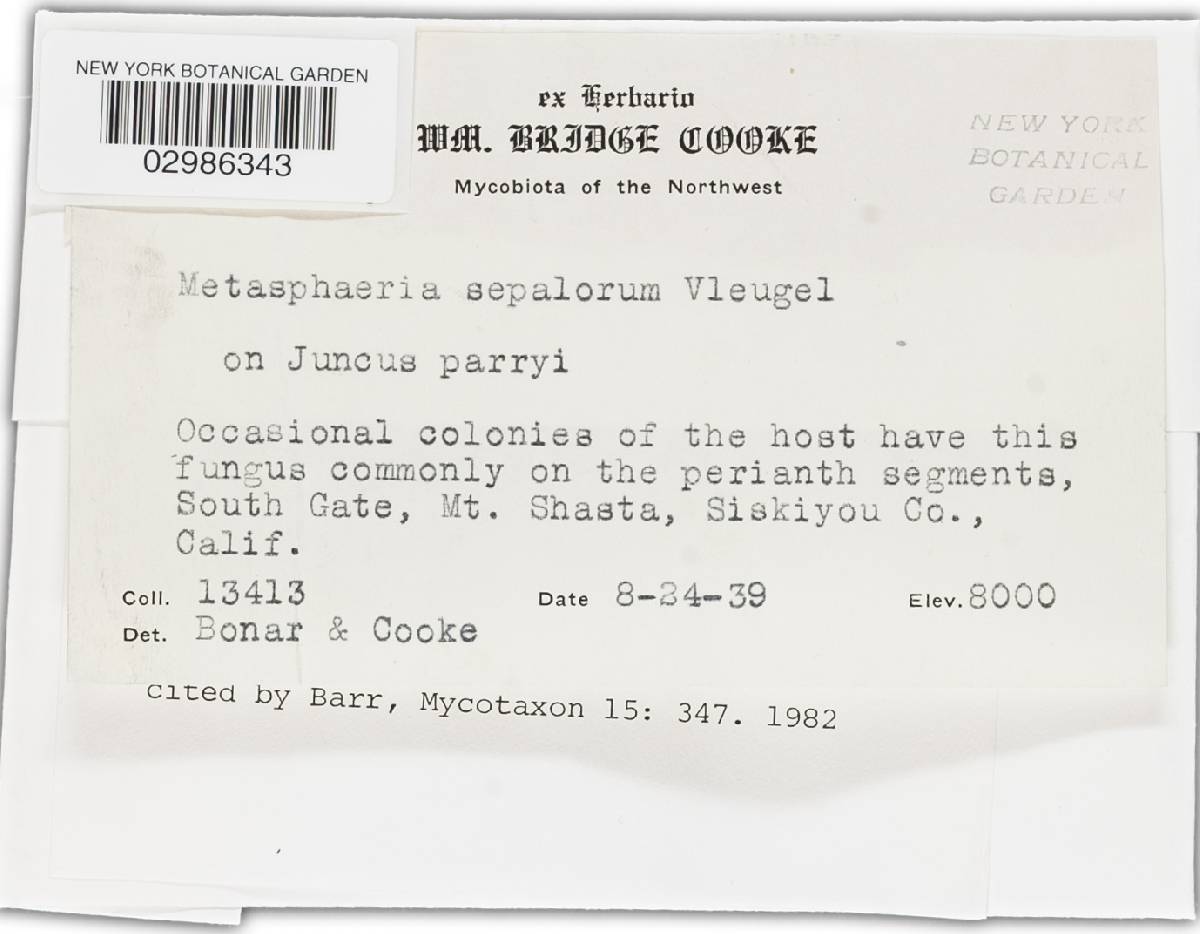 NEW YORK BOTANICAL GARDEN
02986343
ex Herbario
WM. BRIDGE COOKE
Mycobiota of the Northwest
NEW YORK
BOTANICAL
GARDEN
Metasphaeria sepalorum Vleugel
on Juncus parryi
Occasional colonies of the host have this
fungus commonly on the perianth segments,
South Gate, Mt. Shasta, Siskiyou Co.,
Calif.
Coll. 13413 Date 8-24-39 Elev. 8000
Det. Bonar & Cooke
cited by Barr, Mycotaxon 15: 347. 1982